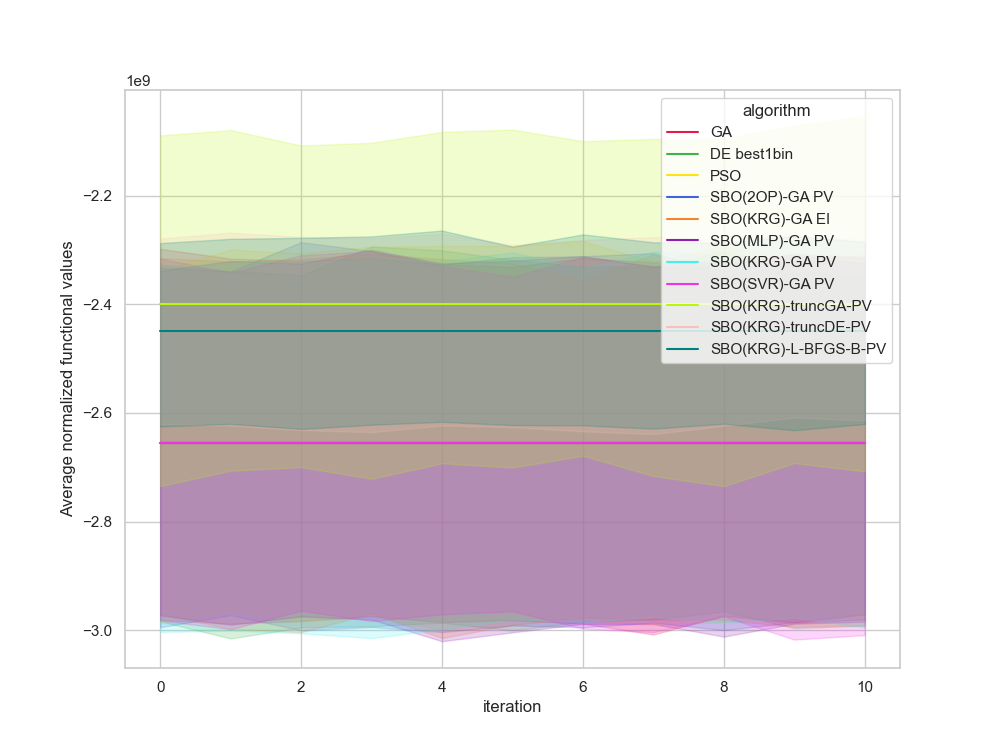 1e9
algorithm
GA
DE best1bin
PSO
SBO(2OP)-GA PV
SBO(KRG)-GA EI
SBO(MLP)-GA PV
SBO(KRG)-GA PV
SBO(SVR)-GA PV
SBO(KRG)-truncGA-PV
SBO(KRG)-truncDE-PV
SBO(KRG)-L-BFGS-B-PV
−2.2
−2.4
−2.6
−2.8
−3.0
Average normalized functional values
0 2 4 6 8 10
iteration